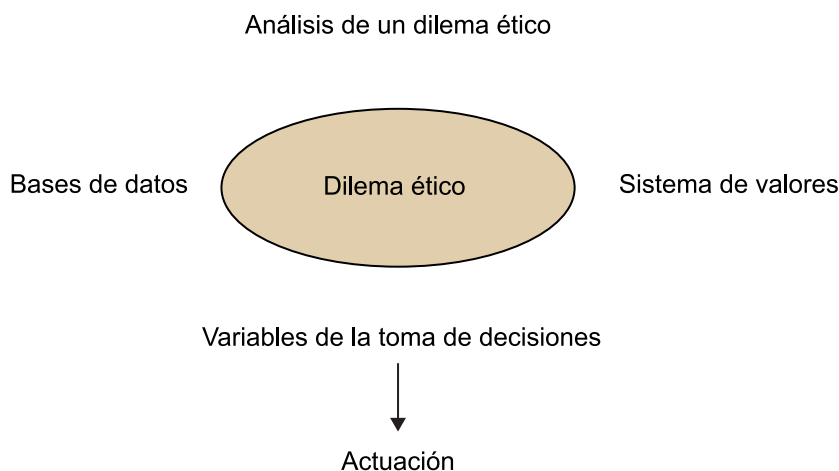 Análisis de un dilema ético
Bases de datos
Dilema ético
Sistema de valores
Variables de la toma de decisiones
Actuación